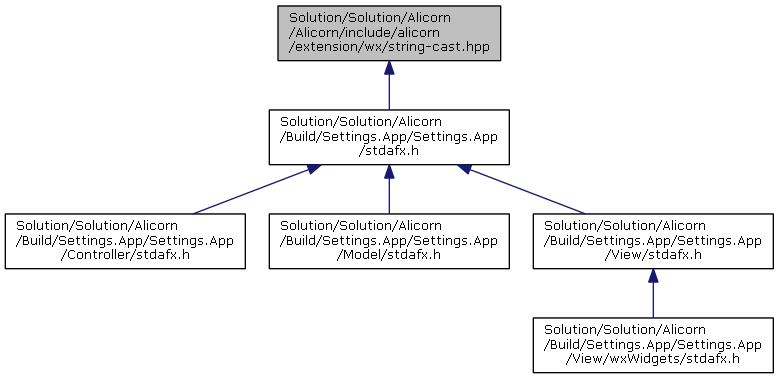 Solution/Solution/Alicorn
/Alicorn/include/alicorn
/extension/wx/string-cast.hpp
Solution/Solution/Alicorn
/Build/Settings.App/Settings.App
/stdafx.h
Solution/Solution/Alicorn
/Build/Settings.App/Settings.App
/Controller/stdafx.h
Solution/Solution/Alicorn
/Build/Settings.App/Settings.App
/Model/stdafx.h
Solution/Solution/Alicorn
/Build/Settings.App/Settings.App
/View/stdafx.h
Solution/Solution/Alicorn
/Build/Settings.App/Settings.App
/View/wxWidgets/stdafx.h